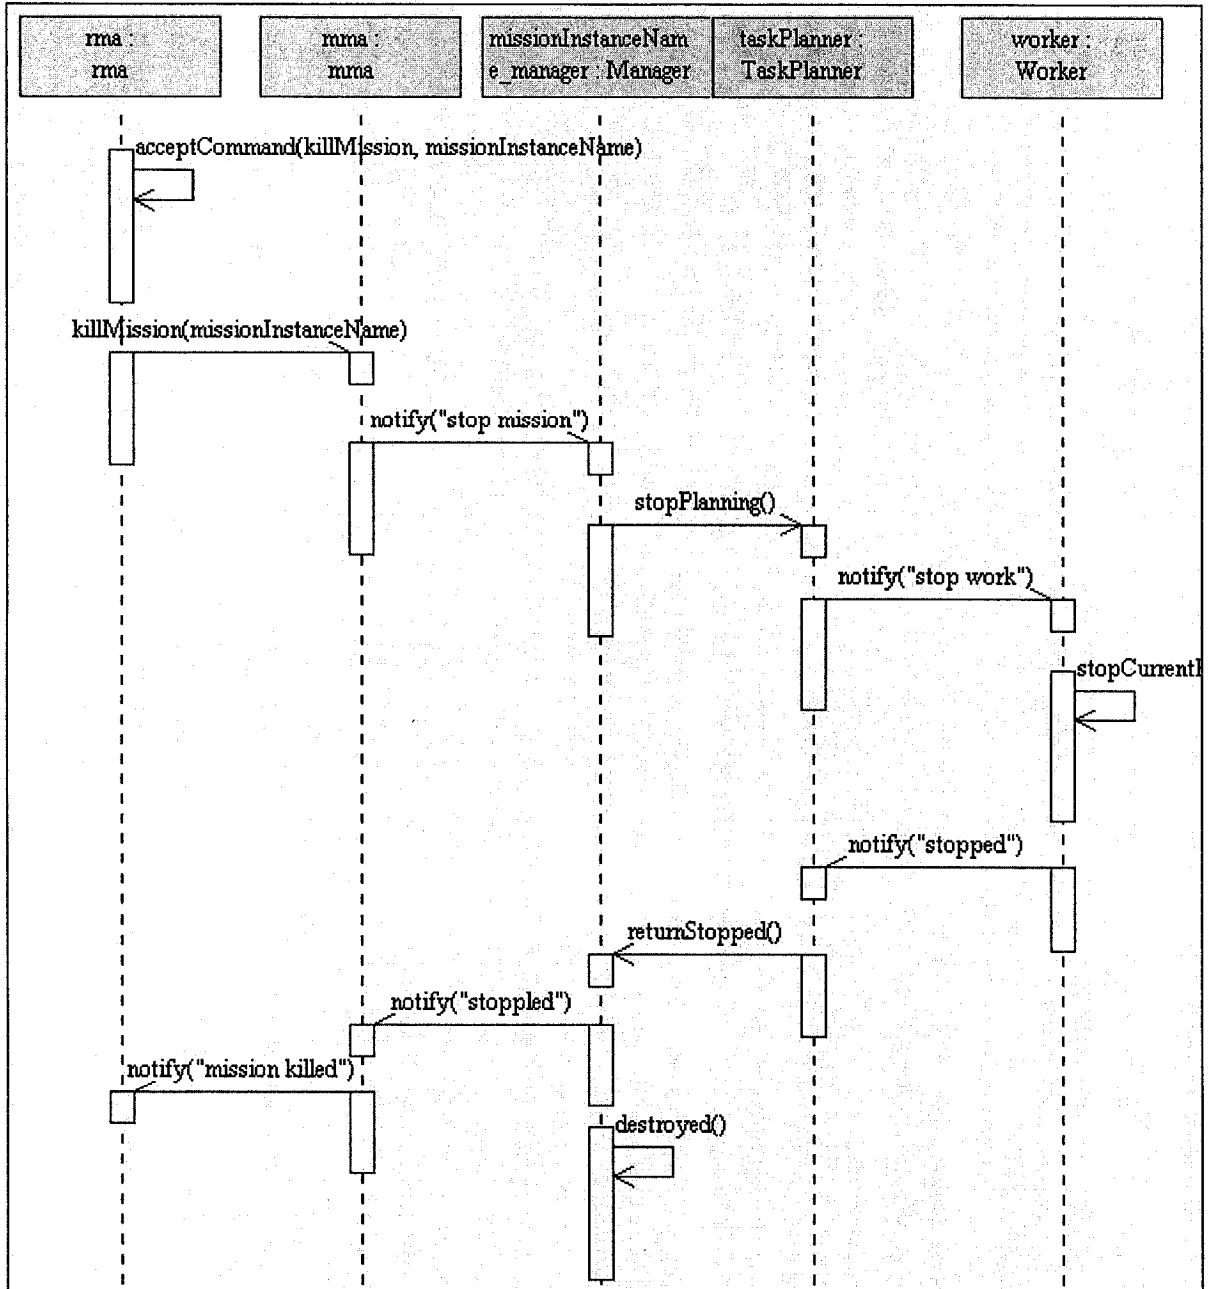 rma :
rma
mma :
mma
missionInstanceNam
e_manager : Manager
taskPlanner :
TaskPlanner
worker :
Worker
acceptCommand(killMission, missionInstanceName)
killMission(missionInstanceName)
notify("stop mission")
stopPlanning()
notify("stop work")
stopCurrent
notify("stopped")
returnStopped()
notify("stoppled")
notify("mission killed")
destroyed()